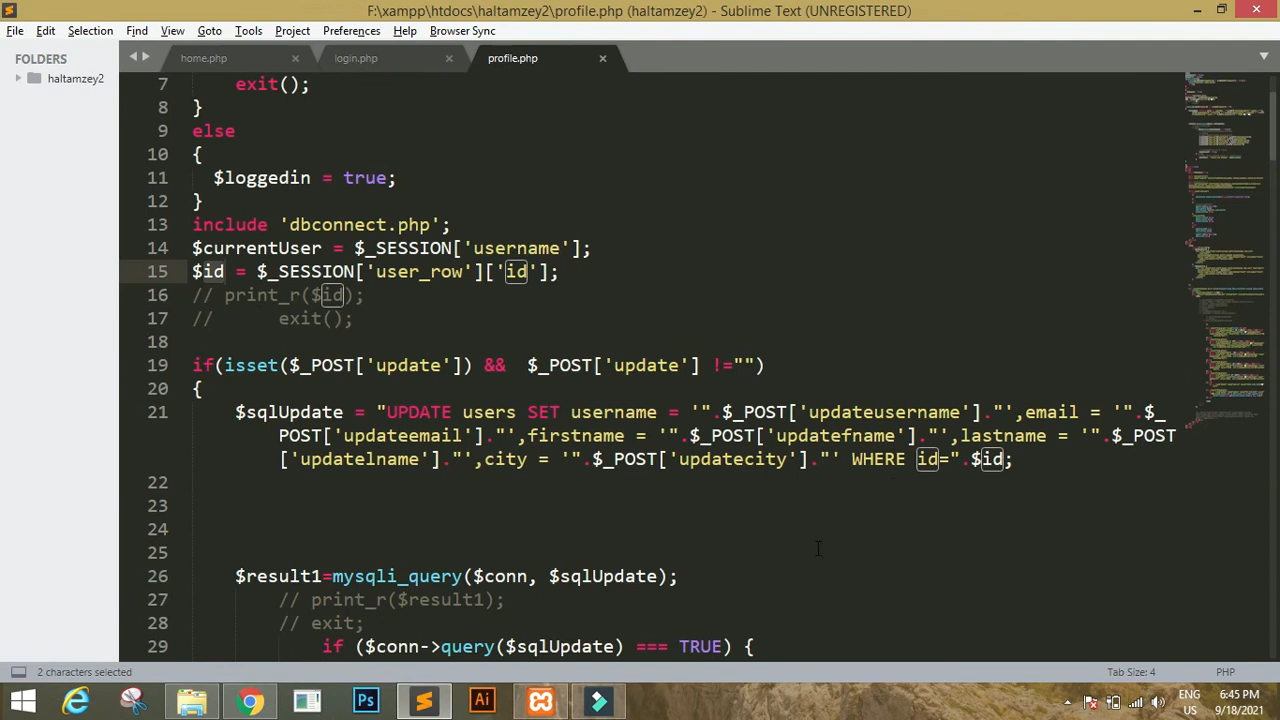 F:\xampp\htdocs\haltamzey2\profile.php (haltamzey2) - Sublime Text (UNREGISTERED)
File Edit Selection Find View Goto Tools Project Preferences Help Browser Sync
FOLDERS
haltamzey2
home.php × login.php × profile.php ×
7 exit();
8 }
9 else
10 {
11 $loggedin = true;
12 }
13 include 'dbconnect.php';
14 $currentUser = $_SESSION['username'];
15 $id = $_SESSION['user_row']['id'];
16 // print_r($id);
17 // exit();
18
19 if(isset($_POST['update']) && $_POST['update'] !="")
20 {
21 $sqlUpdate = "UPDATE users SET username = '".$_POST['updateusername']."',email = '".$_
POST['updateemail']."',firstname = '".$_POST['updatefname']."',lastname = '".$_POST
['updatelname']."',city = '".$_POST['updatecity']."' WHERE id=".$id;
22
23
24
25
26 $result1=mysqli_query($conn, $sqlUpdate);
27 // print_r($result1);
28 // exit;
29 if ($conn->query($sqlUpdate) === TRUE) {
2 characters selected Tab Size: 4 PHP
Ps Ai
ENG 6:45 PM
US 9/18/2021